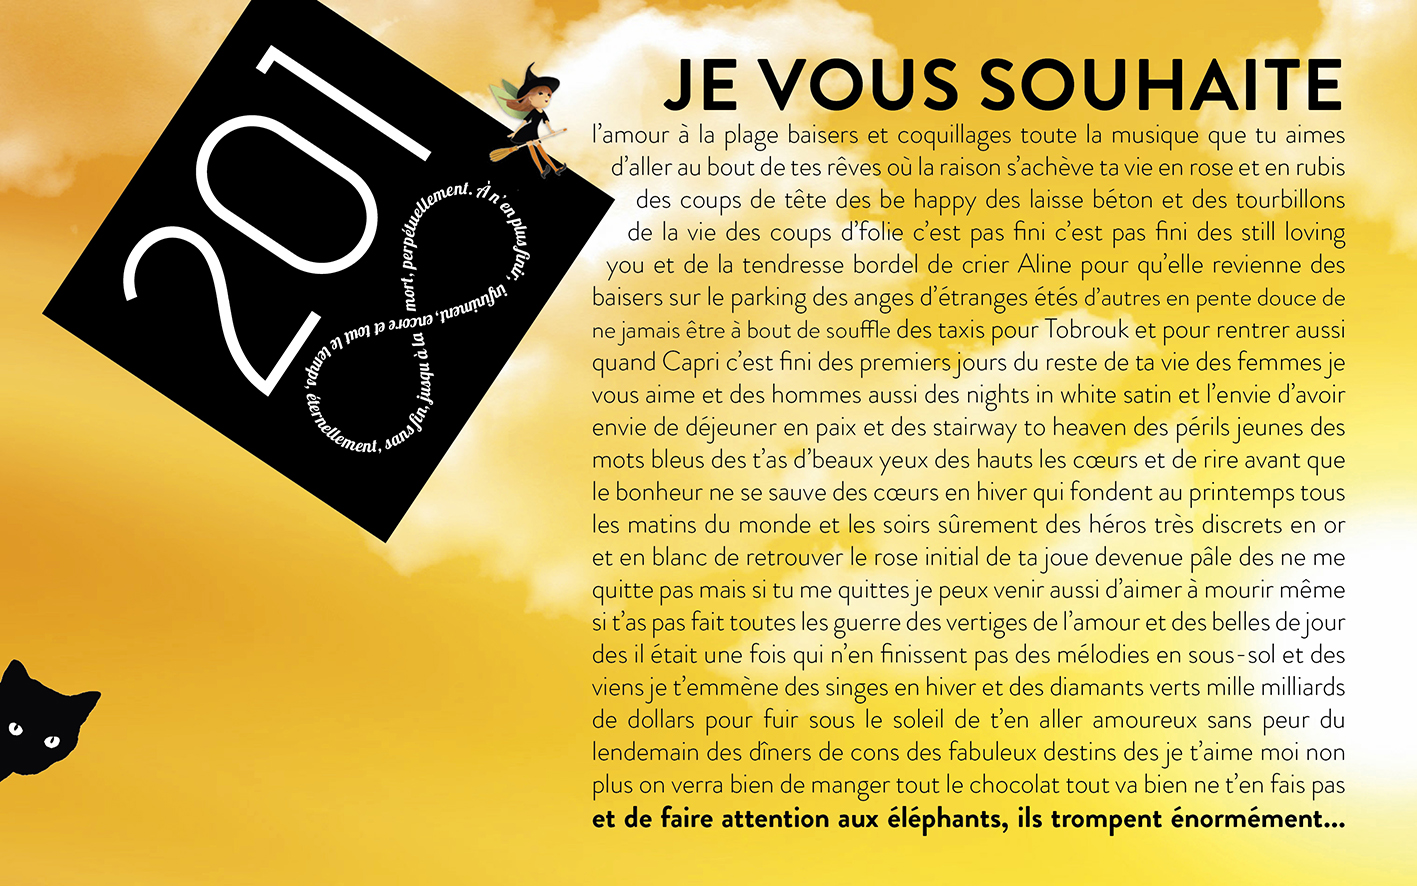 201
À n'en plus finir, infiniment, encore et tout le temps, éternellement, sans fin, jusqu'à la mort, perpétuellement.
JE VOUS SOUHAITE
l'amour à la plage baisers et coquillages toute la musique que tu aimes
d'aller au bout de tes rêves où la raison s'achève ta vie en rose et en rubis
des coups de tête des be happy des laisse béton et des tourbillons
de la vie des coups d'folie c'est pas fini c'est pas fini des still loving
you et de la tendresse bordel de crier Aline pour qu'elle revienne des
baisers sur le parking des anges d'étranges étés d'autres en pente douce de
ne jamais être à bout de souffle des taxis pour Tobrouk et pour rentrer aussi
quand Capri c'est fini des premiers jours du reste de ta vie des femmes je
vous aime et des hommes aussi des nights in white satin et l'envie d'avoir
envie de déjeuner en paix et des stairway to heaven des périls jeunes des
mots bleus des t'as d'beaux yeux des hauts les cœurs et de rire avant que
le bonheur ne se sauve des cœurs en hiver qui fondent au printemps tous
les matins du monde et les soirs sûrement des héros très discrets en or
et en blanc de retrouver le rose initial de ta joue devenue pâle des ne me
quitte pas mais si tu me quittes je peux venir aussi d'aimer à mourir même
si t'as pas fait toutes les guerre des vertiges de l'amour et des belles de jour
des il était une fois qui n'en finissent pas des mélodies en sous-sol et des
viens je t'emmène des singes en hiver et des diamants verts mille milliards
de dollars pour fuir sous le soleil de t'en aller amoureux sans peur du
lendemain des dîners de cons des fabuleux destins des je t'aime moi non
plus on verra bien de manger tout le chocolat tout va bien ne t'en fais pas
et de faire attention aux éléphants, ils trompent énormément...